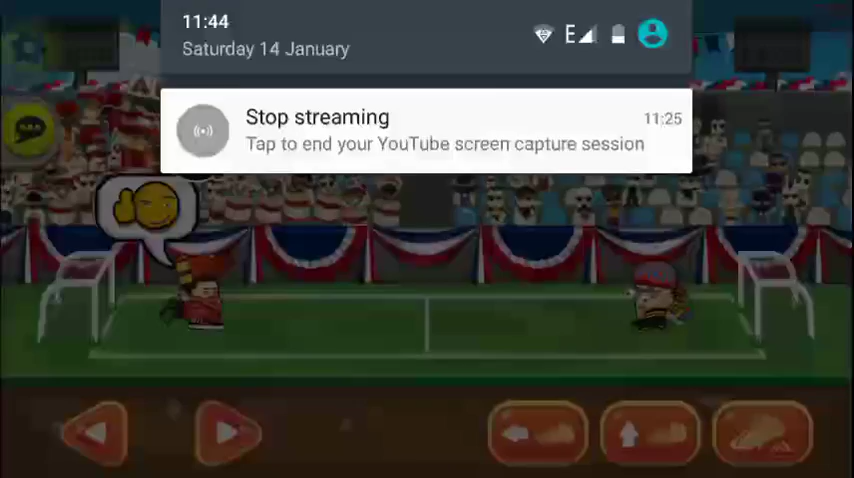 11:44
Saturday 14 January
E
Stop streaming
11:25
Tap to end your YouTube screen capture session